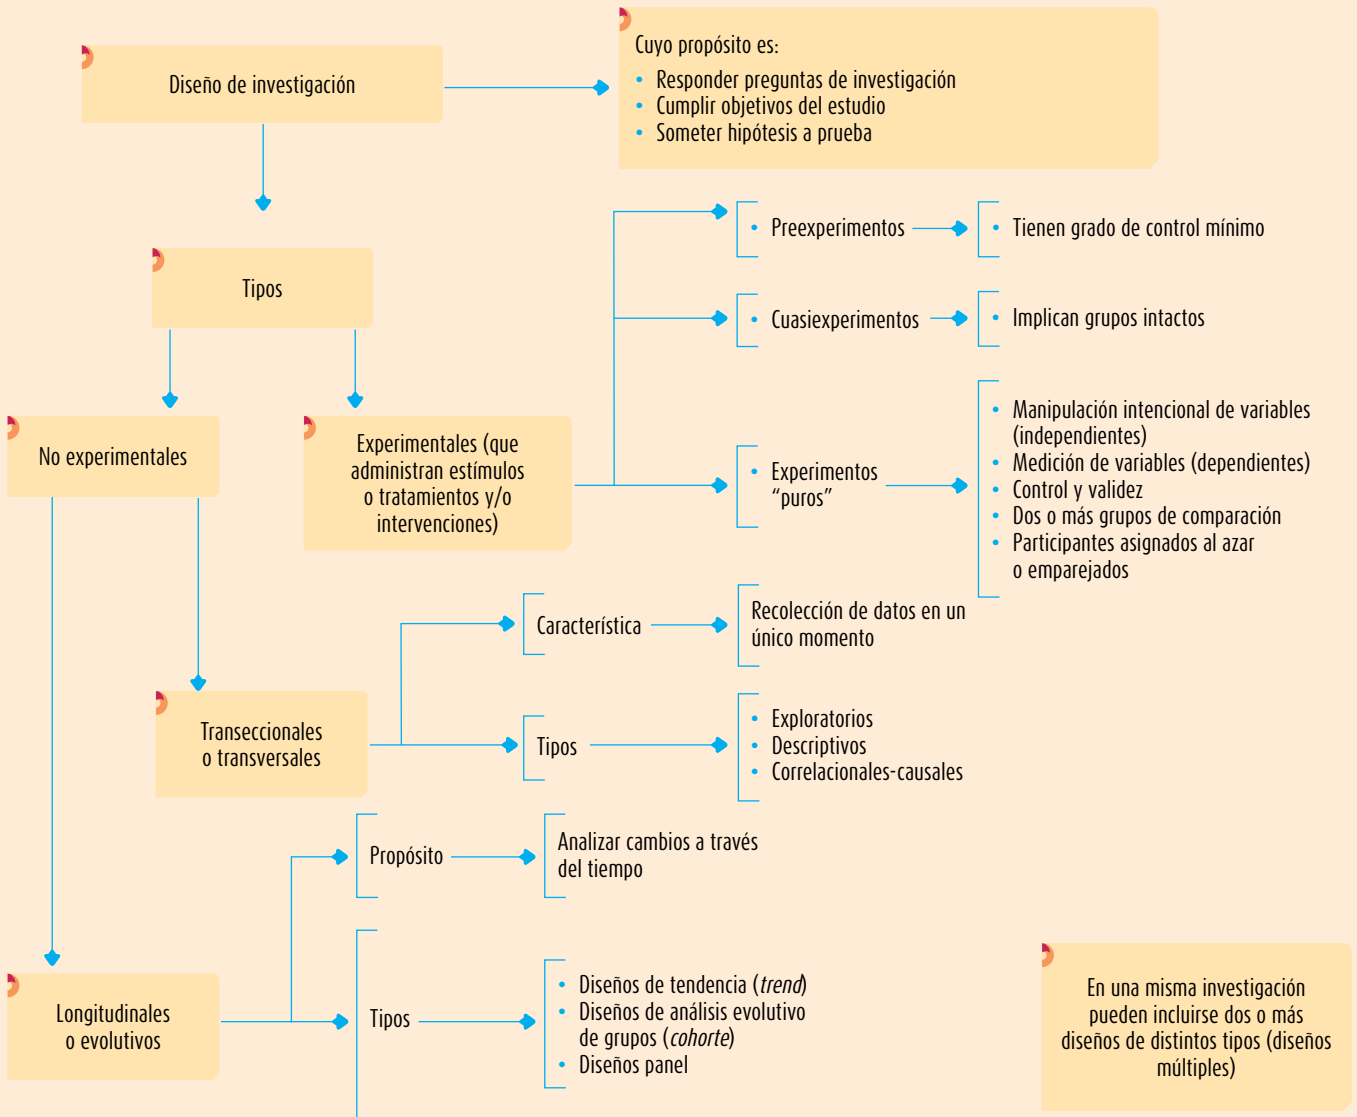 Diseño de investigación
Cuyo propósito es:
• Responder preguntas de investigación
• Cumplir objetivos del estudio
• Someter hipótesis a prueba
Tipos
• Preexperimentos
• Tienen grado de control mínimo
• Cuasiexperimentos
• Implican grupos intactos
No experimentales
Experimentales (que
administran estímulos
o tratamientos y/o
intervenciones)
• Experimentos
“puros”
• Manipulación intencional de variables
(independientes)
• Medición de variables (dependientes)
• Control y validez
• Dos o más grupos de comparación
• Participantes asignados al azar
o emparejados
Transeccionales
o transversales
Característica
Recolección de datos en un
único momento
Tipos
• Exploratorios
• Descriptivos
• Correlacionales-causales
Longitudinales
o evolutivos
Propósito
Analizar cambios a través
del tiempo
Tipos
• Diseños de tendencia (trend)
• Diseños de análisis evolutivo
de grupos (cohorte)
• Diseños panel
En una misma investigación
pueden incluirse dos o más
diseños de distintos tipos (diseños
múltiples)